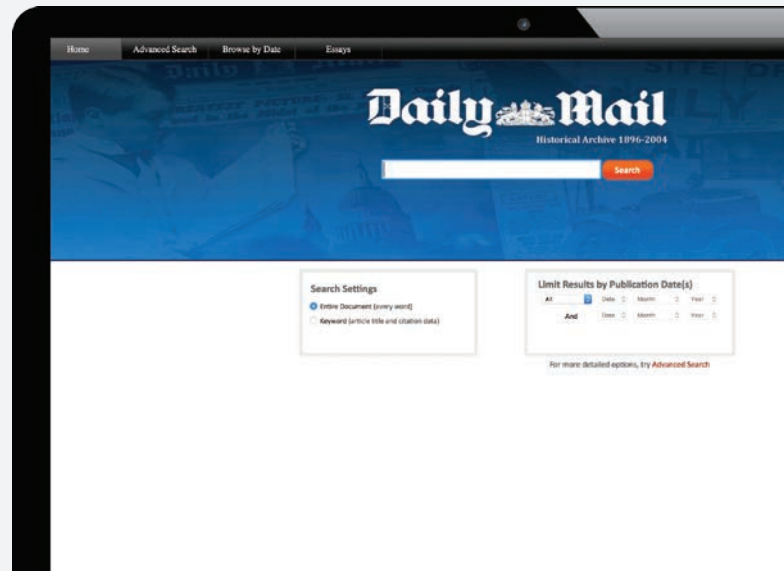 Home Advanced Search Browse by Date Essays
Daily Mail
Historical Archive 1896-2004
Search
Search Settings
Entire Document (every word)
Keyword (article title and citation data)
Limit Results by Publication Date(s)
All Date Month Year
And Date Month Year
For more detailed options, try Advanced Search